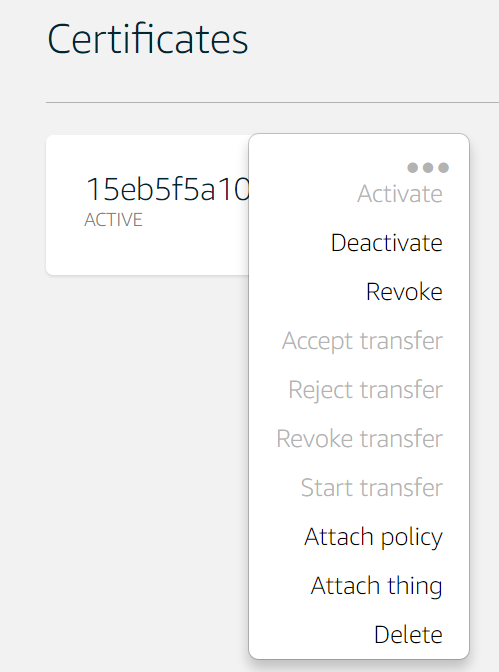 Certificates
15eb5f5a10
ACTIVE
Activate
Deactivate
Revoke
Accept transfer
Reject transfer
Revoke transfer
Start transfer
Attach policy
Attach thing
Delete